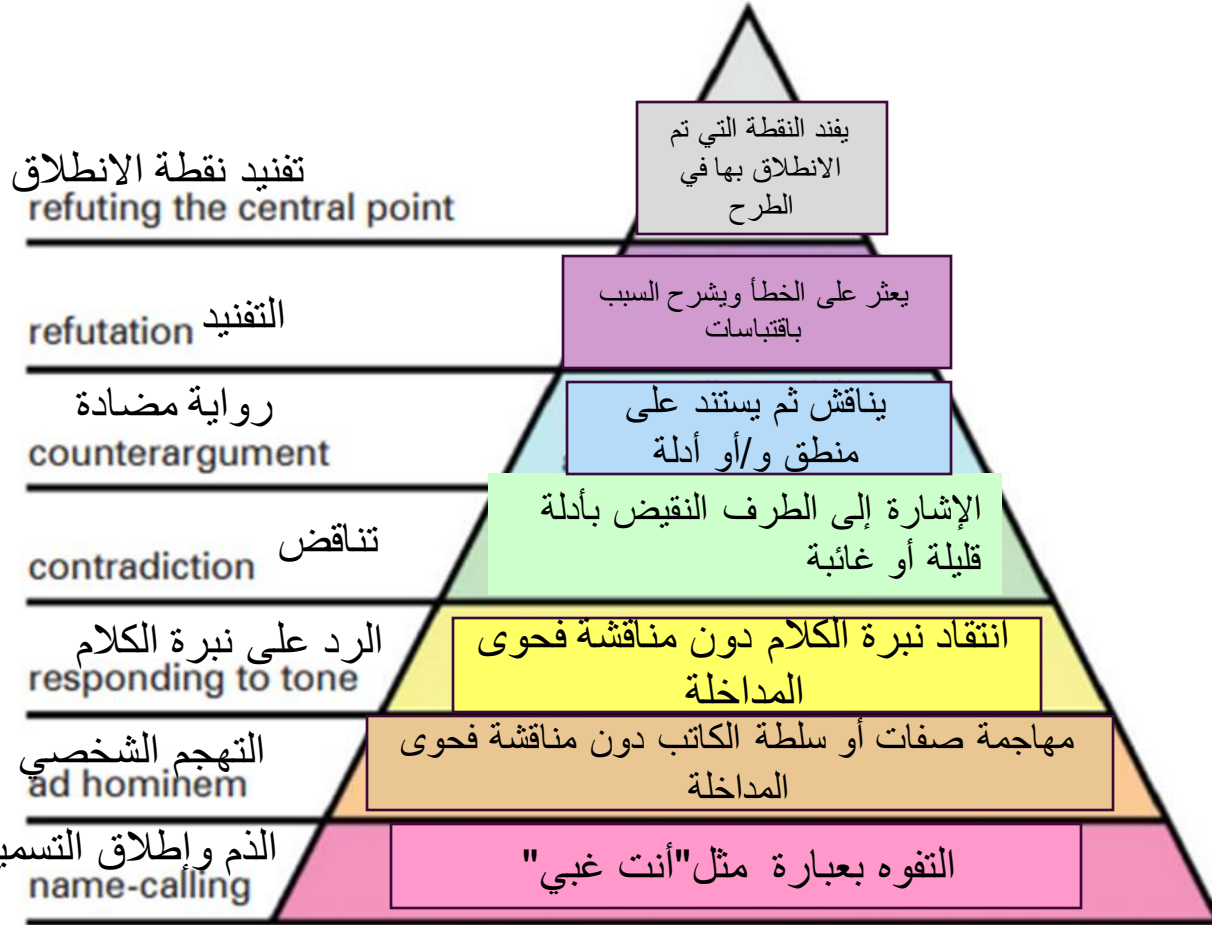 يفند النقطة التي تم
الانطلاق بها في
الطرح
تفنيد نقطة الانطلاق
refuting the central point
يعثر على الخطأ ويشرح السبب
باقتباسات
التفنيد
refutation
رواية مضادة
counterargument
يناقش ثم يستند على
منطق و/أو أدلة
تناقض
contradiction
الإشارة إلى الطرف النقيض بأدلة
قليلة أو غائبة
الرد على نبرة الكلام
responding to tone
انتقاد نبرة الكلام دون مناقشة فحوى
المداخلة
التهجم الشخصي
ad hominem
مهاجمة صفات أو سلطة الكاتب دون مناقشة فحوى
المداخلة
الذم وإطلاق
name-calling
التفوه بعبارة مثل"أنت غبي"